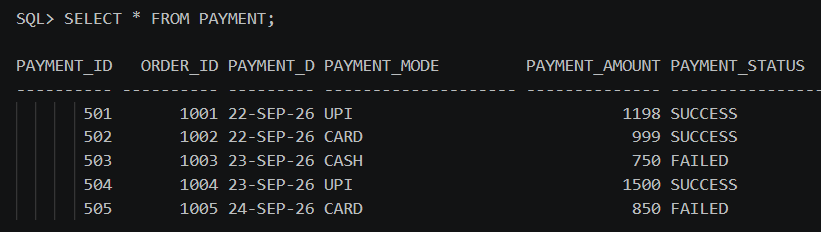 SQL> SELECT * FROM PAYMENT;
PAYMENT_ID   ORDER_ID PAYMENT_D PAYMENT_MODE         PAYMENT_AMOUNT PAYMENT_STATUS
---------- ---------- --------- -------------------- -------------- ----------------
       501       1001 22-SEP-26 UPI                            1198 SUCCESS
       502       1002 22-SEP-26 CARD                            999 SUCCESS
       503       1003 23-SEP-26 CASH                            750 FAILED
       504       1004 23-SEP-26 UPI                            1500 SUCCESS
       505       1005 24-SEP-26 CARD                            850 FAILED